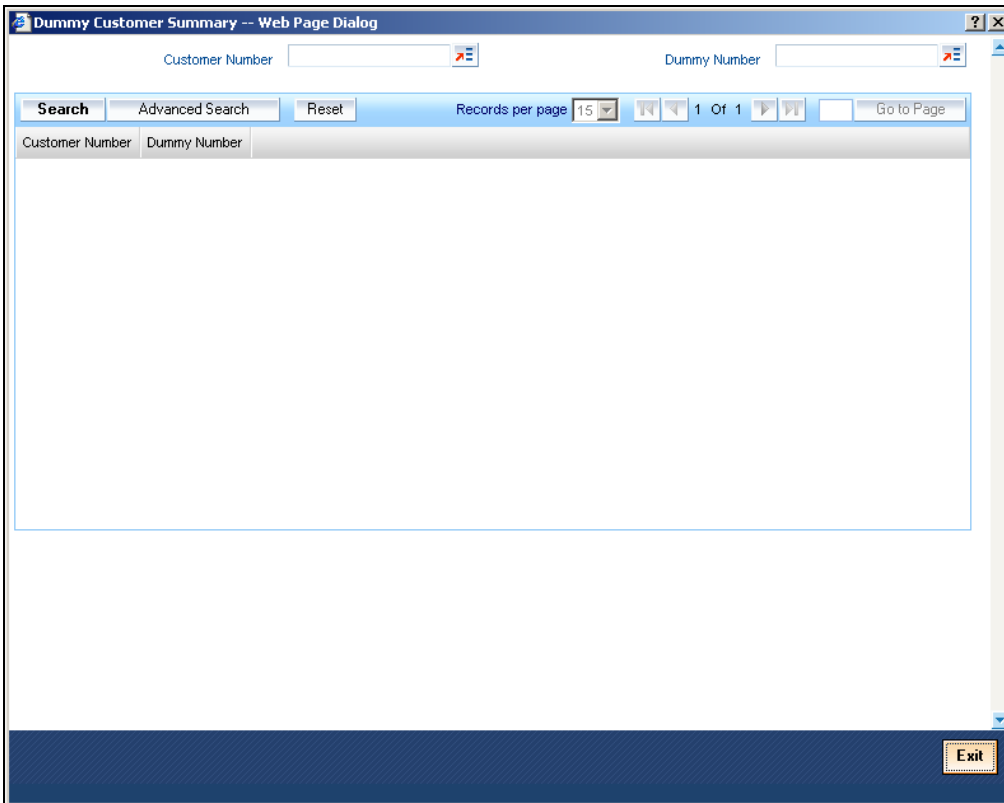 Dummy Customer Summary -- Web Page Dialog
Customer Number Dummy Number
Search Advanced Search Reset Records per page 15 1 Of 1 Go to Page
Customer Number Dummy Number
Exit